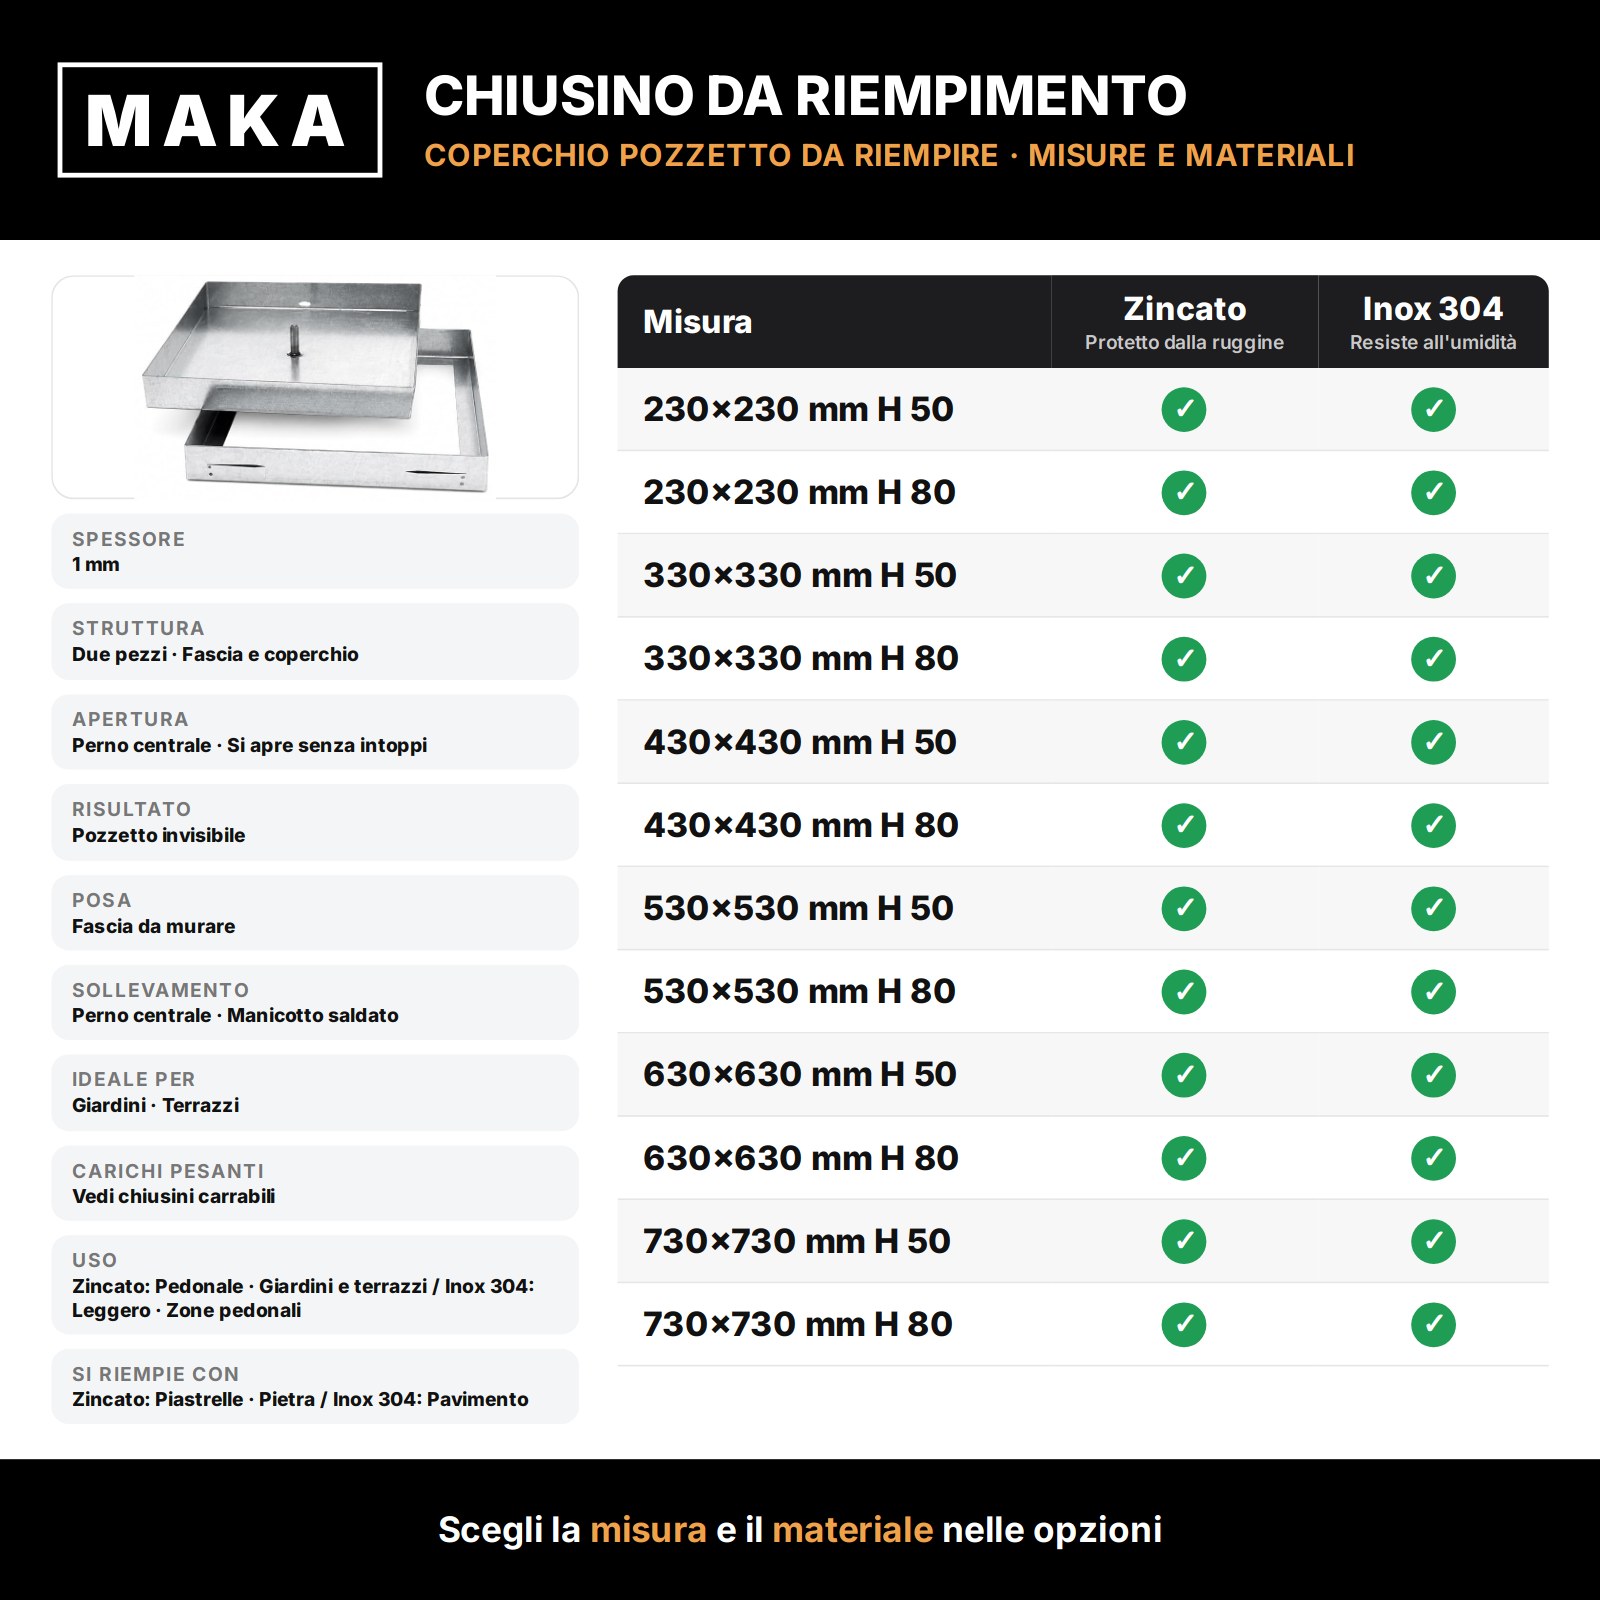 MAKA
CHIUSINO DA RIEMPIMENTO
COPERCHIO POZZETTO DA RIEMPIRE · MISURE E MATERIALI
SPESSORE
1 mm
STRUTTURA
Due pezzi · Fascia e coperchio
APERTURA
Perno centrale · Si apre senza intoppi
RISULTATO
Pozzetto invisibile
POSA
Fascia da murare
SOLLEVAMENTO
Perno centrale · Manicotto saldato
IDEALE PER
Giardini · Terrazzi
CARICHI PESANTI
Vedi chiusini carrabili
USO
Zincato: Pedonale · Giardini e terrazzi / Inox 304:
Leggero · Zone pedonali
SI RIEMPIE CON
Zincato: Piastrelle · Pietra / Inox 304: Pavimento
Misura Zincato Inox 304
Protetto dalla ruggine Resiste all'umidità
230×230 mm H 50 ✓ ✓
230×230 mm H 80 ✓ ✓
330×330 mm H 50 ✓ ✓
330×330 mm H 80 ✓ ✓
430×430 mm H 50 ✓ ✓
430×430 mm H 80 ✓ ✓
530×530 mm H 50 ✓ ✓
530×530 mm H 80 ✓ ✓
630×630 mm H 50 ✓ ✓
630×630 mm H 80 ✓ ✓
730×730 mm H 50 ✓ ✓
730×730 mm H 80 ✓ ✓
Scegli la misura e il materiale nelle opzioni